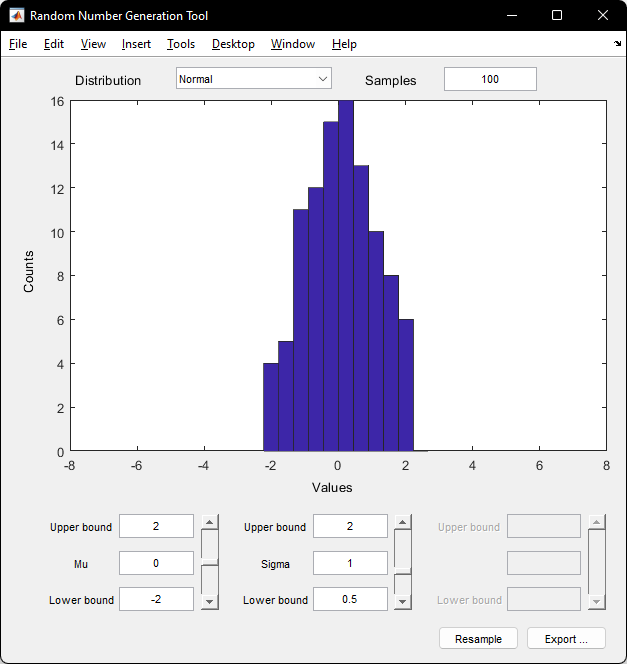 Random Number Generation Tool
File Edit View Insert Tools Desktop Window Help
Distribution Normal Samples 100
16
14
12
10
8
6
4
2
0
Counts
-8 -6 -4 -2 0 2 4 6 8
Values
Upper bound 2 Upper bound 2 Upper bound
Mu 0 Sigma 1
Lower bound -2 Lower bound 0.5 Lower bound
Resample Export ...